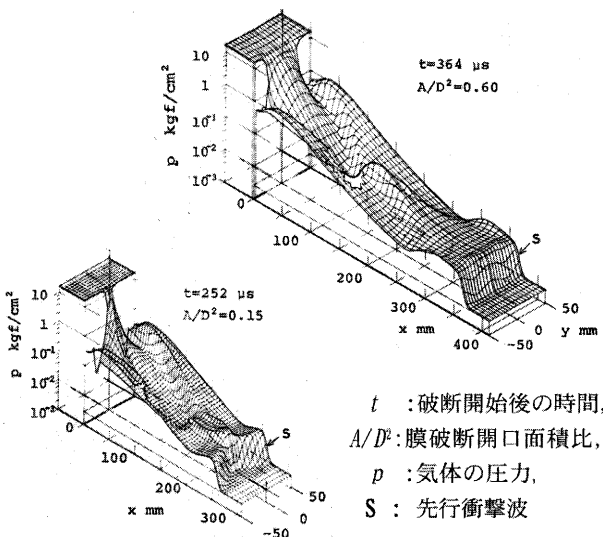 t=364 μs
A/D²=0.60
p kgf/cm²
10
1
10⁻¹
10⁻²
10⁻³
0
100
200
300
400
x mm
S
50
0
-50
y mm
t=252 μs
A/D²=0.15
p kgf/cm²
10
1
10⁻¹
10⁻²
10⁻³
0
100
200
300
x mm
S
50
0
-50
t :破断開始後の時間,
A/D²:膜破断開口面積比,
p :気体の圧力,
S : 先行衝撃波